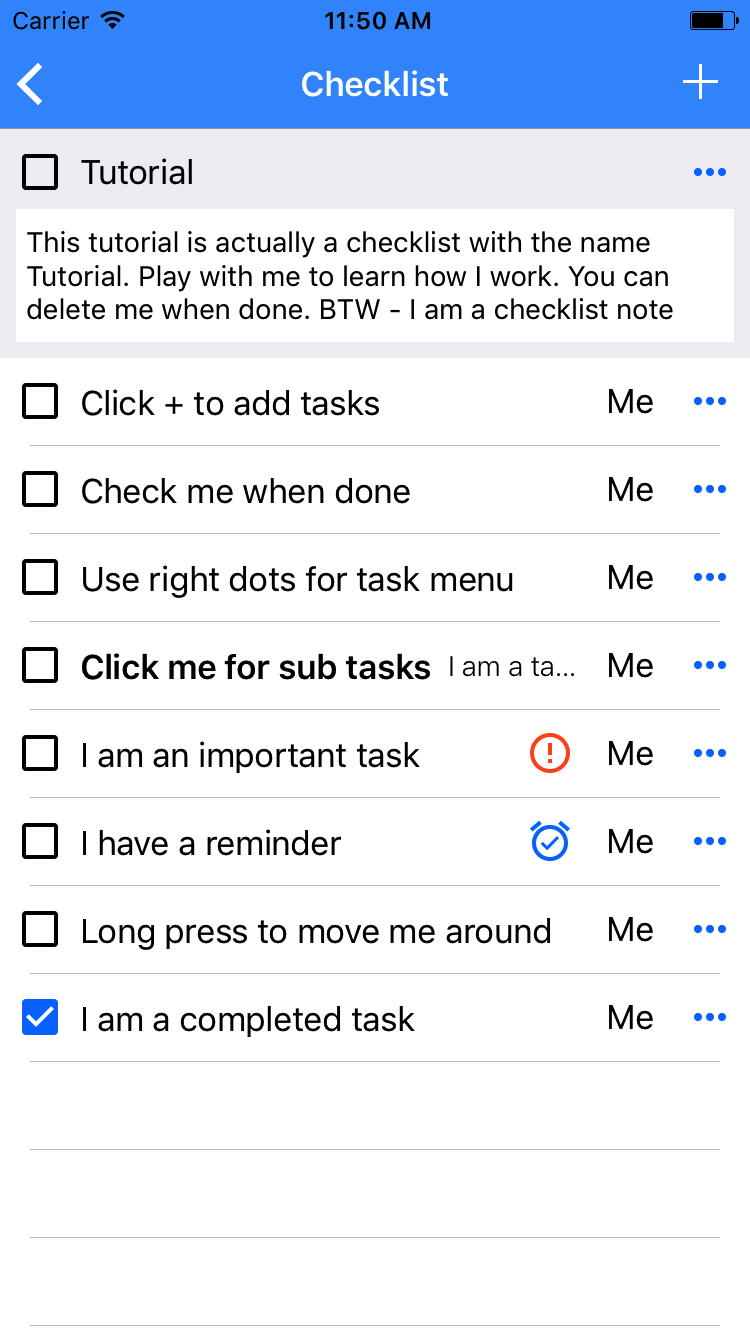 Carrier 11:50 AM
Checklist
Tutorial
This tutorial is actually a checklist with the name
Tutorial. Play with me to learn how I work. You can
delete me when done. BTW - I am a checklist note
Click + to add tasks Me
Check me when done Me
Use right dots for task menu Me
Click me for sub tasks I am a ta... Me
I am an important task Me
I have a reminder Me
Long press to move me around Me
I am a completed task Me